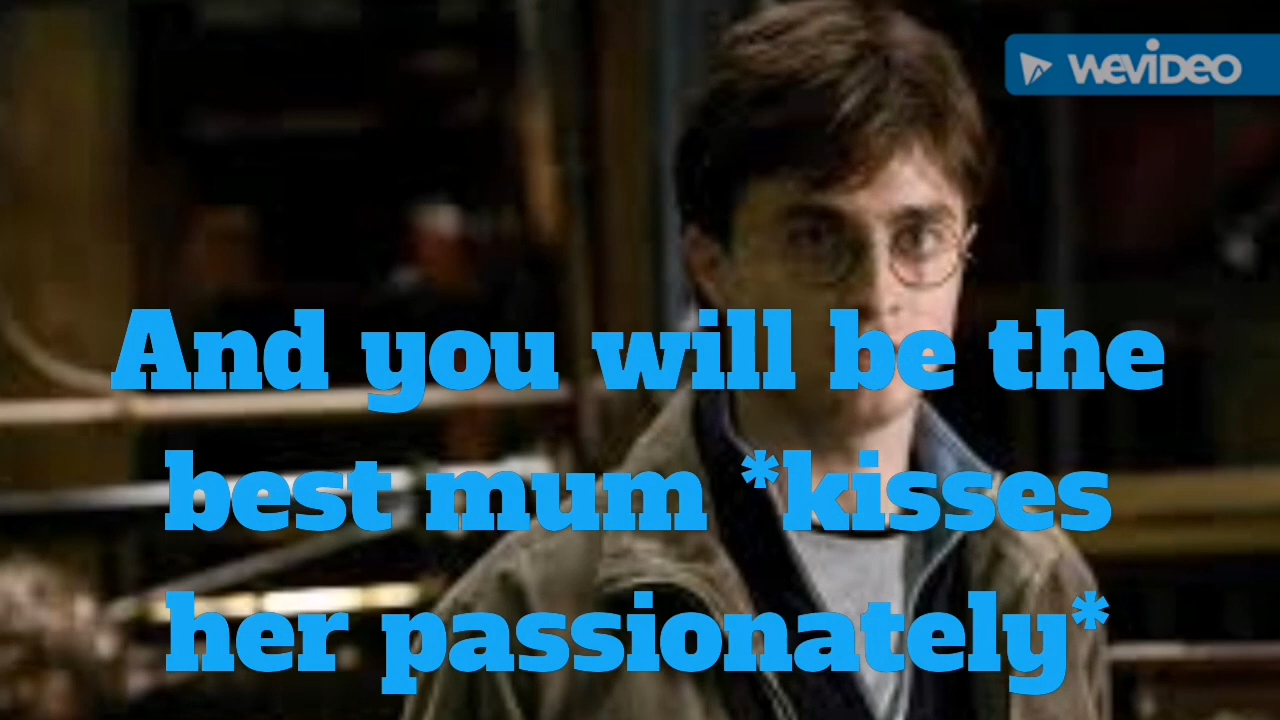 WEVIDEO
And you will be the
best mum *kisses
her passionately*